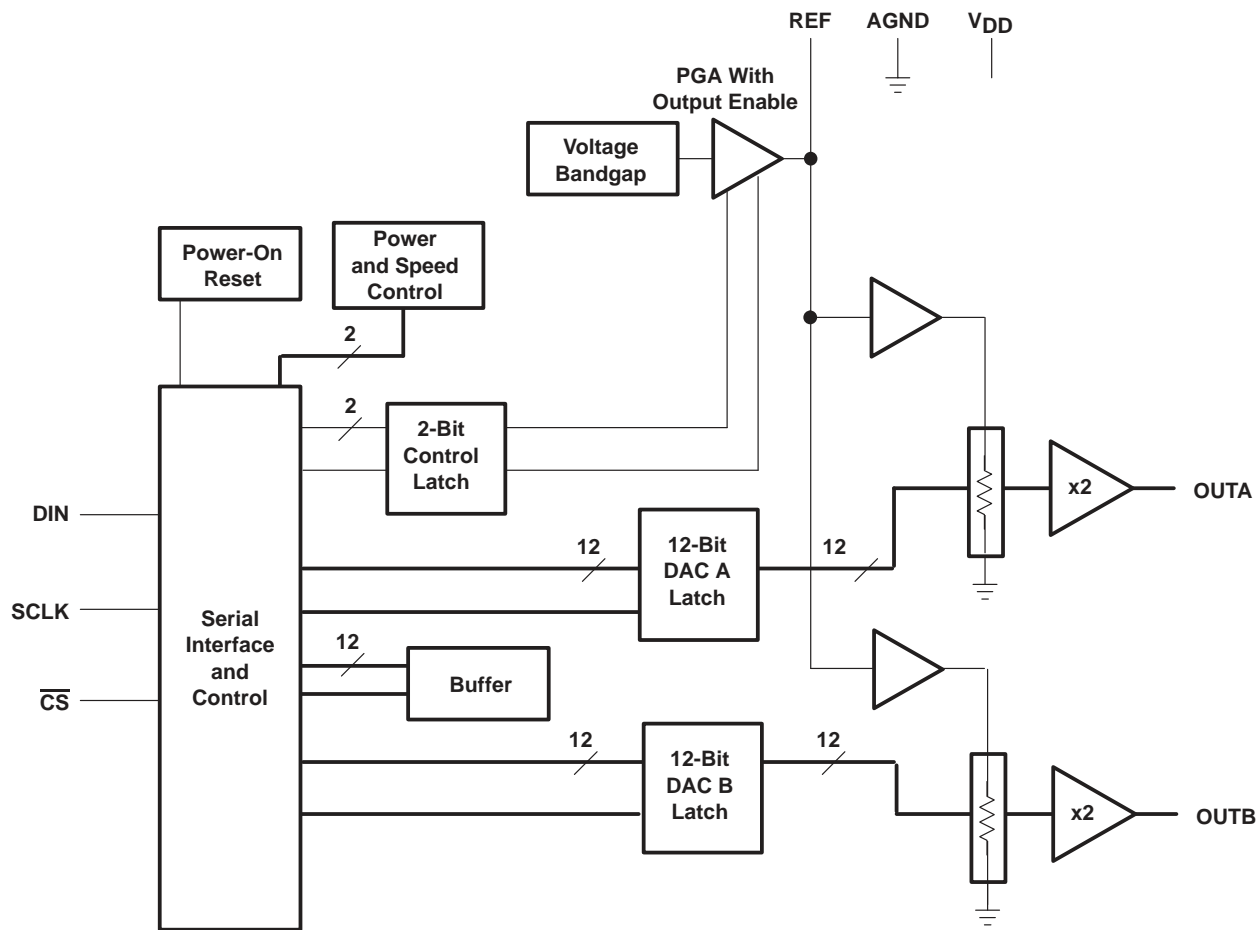 REF AGND VDD
PGA With
Output Enable
Voltage
Bandgap
Power-On
Reset
Power
and Speed
Control
2
2
2-Bit
Control
Latch
x2
OUTA
DIN
12
12-Bit
DAC A
Latch
12
SCLK
Serial
Interface
and
Control
12
Buffer
CS
12
12-Bit
DAC B
Latch
12
x2
OUTB